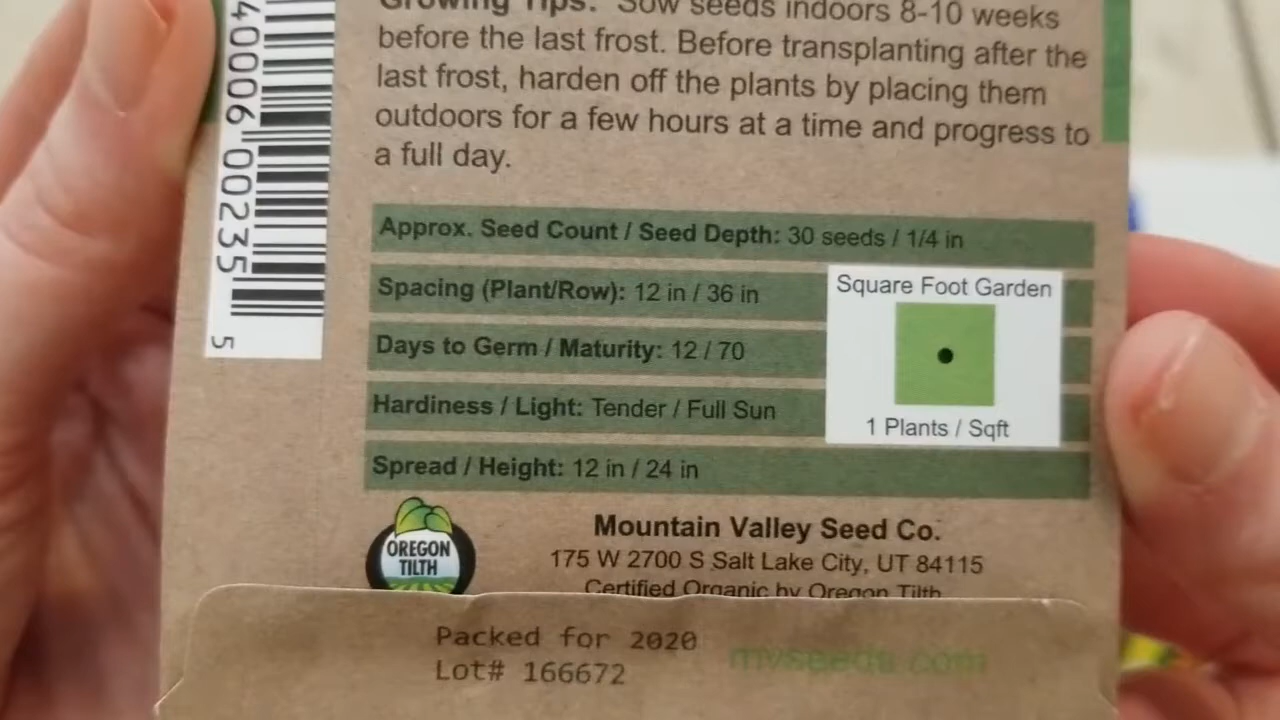 Growing Tips: Sow seeds indoors 8-10 weeks
before the last frost. Before transplanting after the
last frost, harden off the plants by placing them
outdoors for a few hours at a time and progress to
a full day.
40006 00235 5
Approx. Seed Count / Seed Depth: 30 seeds / 1/4 in
Spacing (Plant/Row): 12 in / 36 in
Days to Germ / Maturity: 12 / 70
Hardiness / Light: Tender / Full Sun
Spread / Height: 12 in / 24 in
Square Foot Garden
1 Plants / Sqft
OREGON
TILTH
Mountain Valley Seed Co.
175 W 2700 S Salt Lake City, UT 84115
Certified Organic by Oregon Tilth
Packed for 2020
Lot# 166672
mvseeds.com